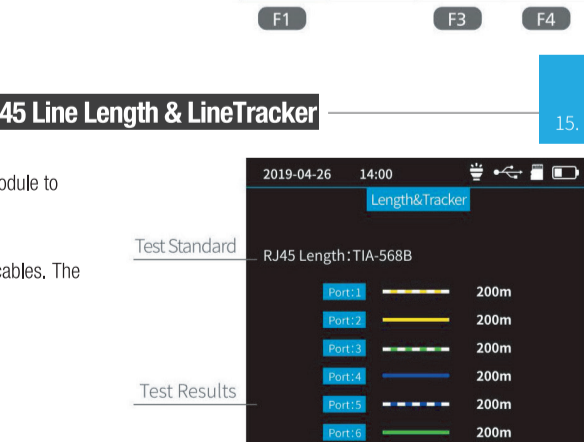 F1 F3 F4
45 Line Length & LineTracker
15.
odule to
cables. The
2019-04-26 14:00
Length&Tracker
Test Standard
RJ45 Length:TIA-568B
Port:1 200m
Port:2 200m
Port:3 200m
Port:4 200m
Test Results
Port:5 200m
Port:6 200m